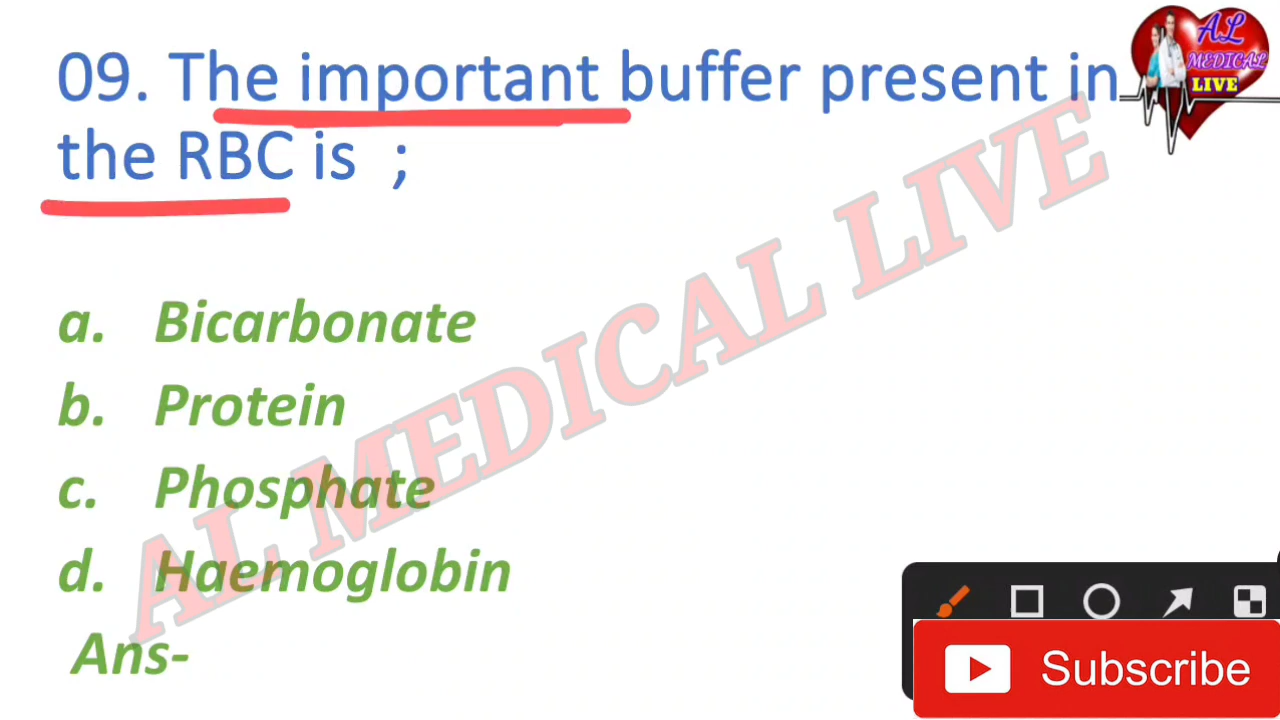 09. The important buffer present in
the RBC is ;
AL
MEDICAL
LIVE
a. Bicarbonate
b. Protein
c. Phosphate
d. Haemoglobin
Ans-
AL MEDICAL LIVE
Subscribe